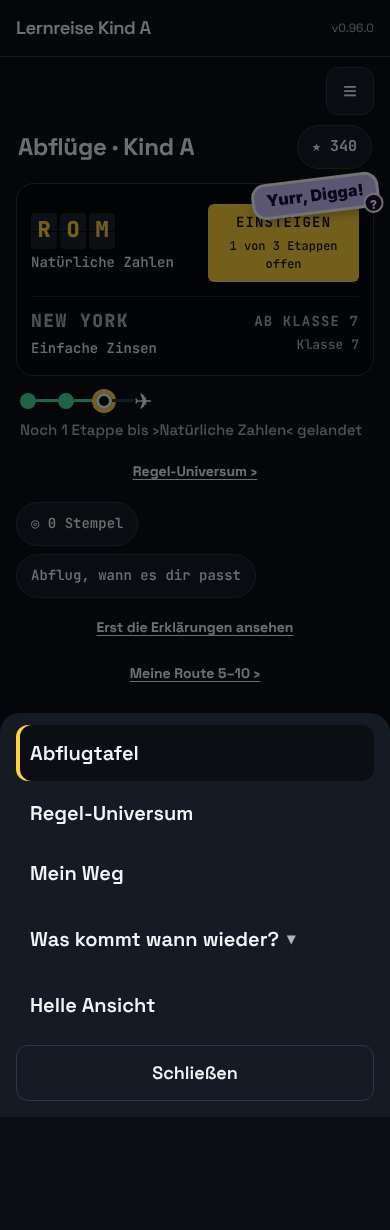 Lernreise Kind A
v0.96.0
≡
Abflüge · Kind A
★ 340
Yurr, Digga!
?
ROM
EINSTEIGEN
Natürliche Zahlen
1 von 3 Etappen
offen
NEW YORK
AB KLASSE 7
Einfache Zinsen
Klasse 7
Noch 1 Etappe bis ›Natürliche Zahlen‹ gelandet
Regel-Universum ›
◎ 0 Stempel
Abflug, wann es dir passt
Erst die Erklärungen ansehen
Meine Route 5–10 ›
Abflugtafel
Regel-Universum
Mein Weg
Was kommt wann wieder? ▼
Helle Ansicht
Schließen